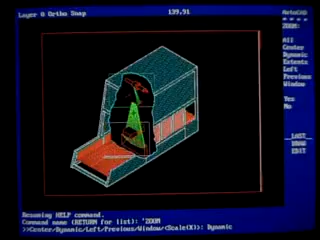 Layer 0 Ortho Snap
139,91
AutoCAD
* * * *
ZOOM:
All
Center
Dynamic
Extents
Left
Previous
Window
Yes
No
__LAST__
DRAW
EDIT
Resuming HELP command.
Command name (RETURN for list): 'ZOOM
>>Center/Dynamic/Left/Previous/Window/<Scale(X)>: Dynamic